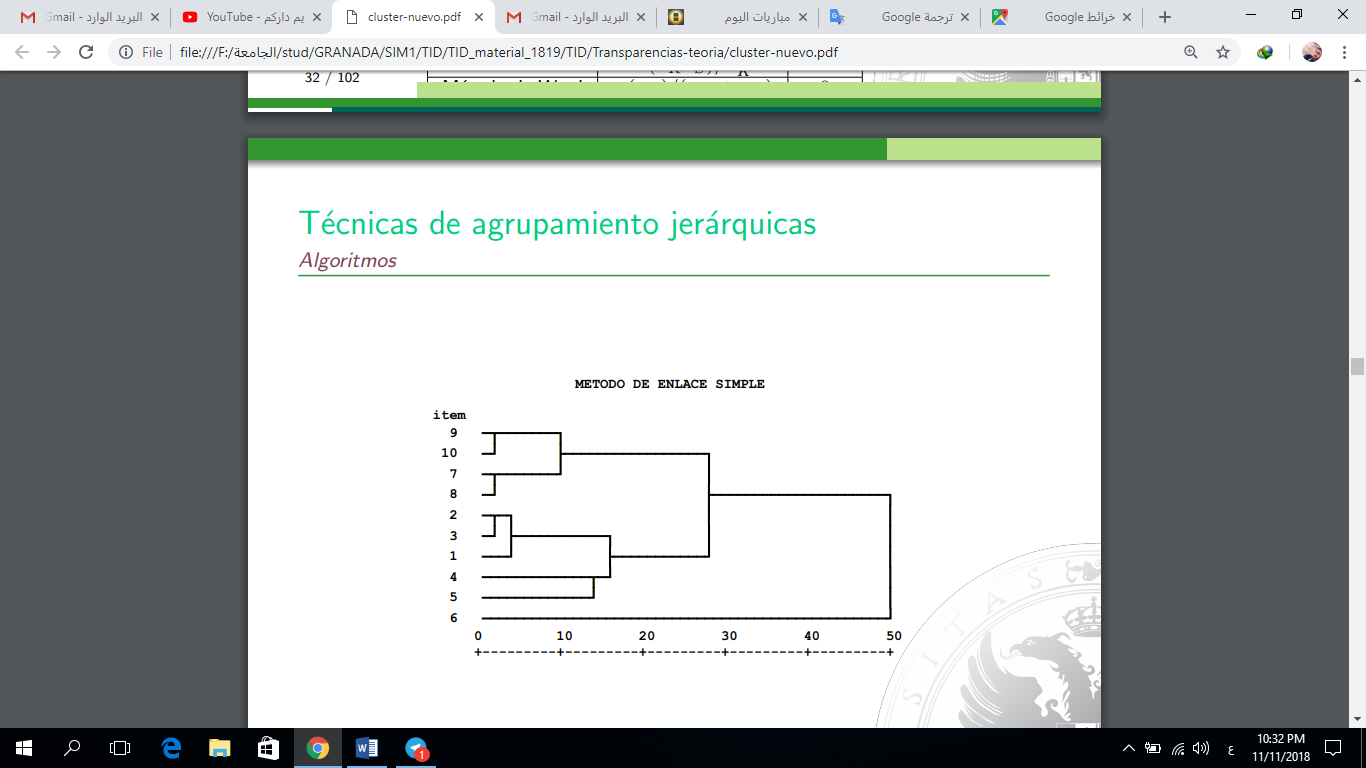 Gmail - البريد الوارد
YouTube - يم داركم
cluster-nuevo.pdf
Gmail - البريد الوارد
مباريات اليوم
ترجمة Google
خرائط Google
File
file:///F:/الجامعة/stud/GRANADA/SIM1/TID/TID_material_1819/TID/Transparencias-teoria/cluster-nuevo.pdf
32 / 102
Técnicas de agrupamiento jerárquicas
Algoritmos
METODO DE ENLACE SIMPLE
item
9
10
7
8
2
3
1
4
5
6
0 10 20 30 40 50
+---------+---------+---------+---------+---------+
S I T A S
1
ع
10:32 PM
11/11/2018